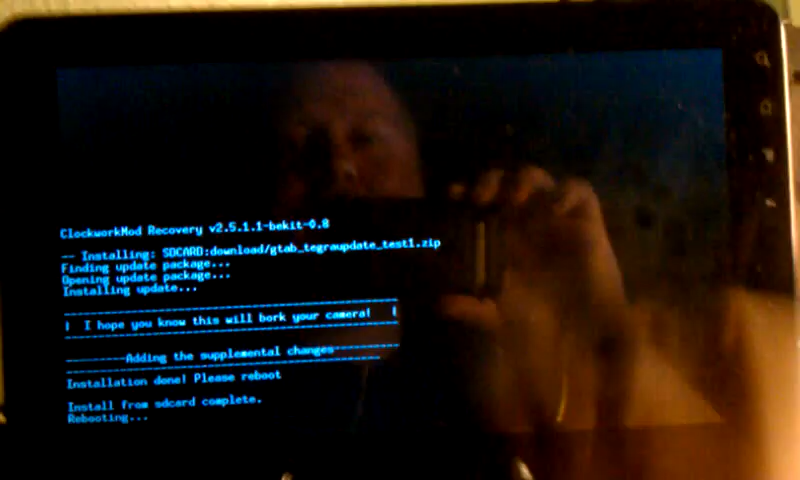 ClockworkMod Recovery v2.5.1.1-bekit-0.8
-- Installing: SDCARD:download/gtab_tegraupdate_test1.zip
Finding update package...
Opening update package...
Installing update...
--------------------------------------------------
| I hope you know this will bork your camera! |
--------------------------------------------------
---------Adding the supplemental changes----------
--------------------------------------------------
Installation done! Please reboot
Install from sdcard complete.
Rebooting...